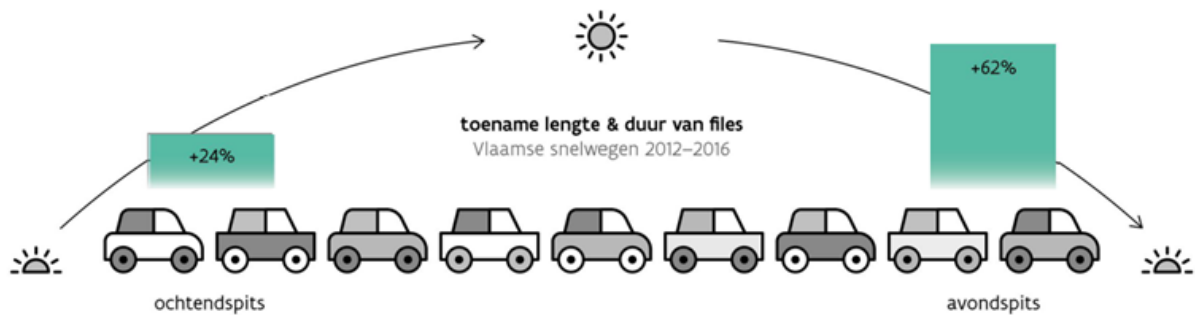 +62%
toename lengte & duur van files
Vlaamse snelwegen 2012–2016
+24%
ochtendspits
avondspits